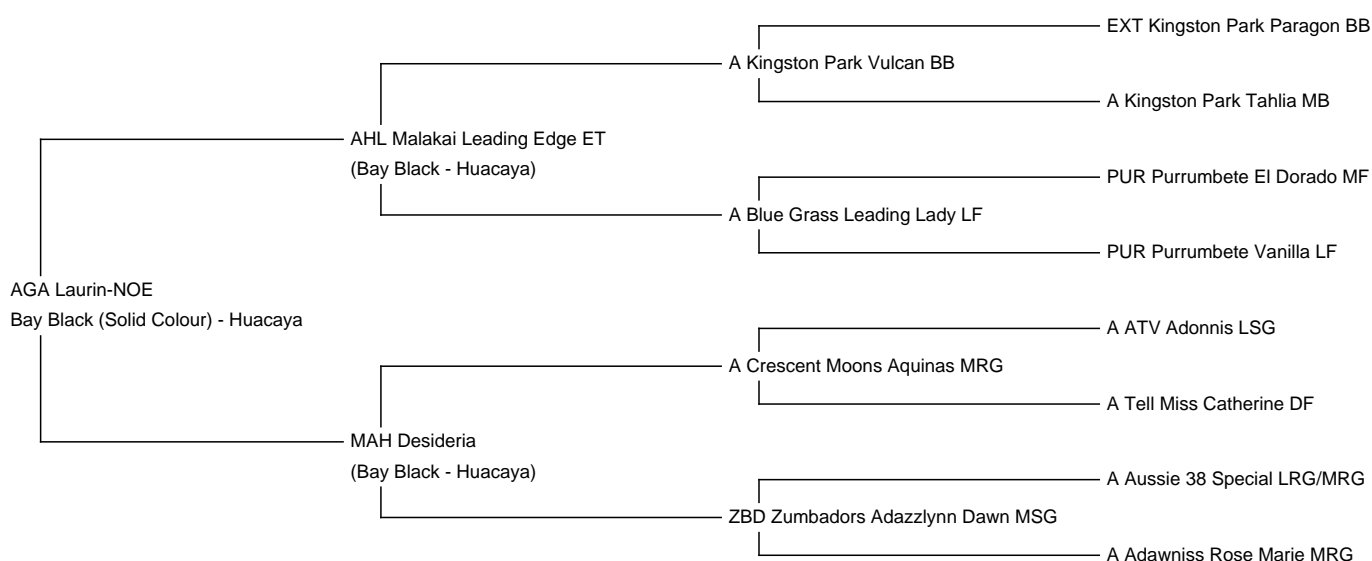 EXT Kingston Park Paragon BB
A Kingston Park Vulcan BB
A Kingston Park Tahlia MB
AHL Malakai Leading Edge ET
(Bay Black - Huacaya)
PUR Purrumbete El Dorado MF
A Blue Grass Leading Lady LF
PUR Purrumbete Vanilla LF
AGA Laurin-NOE
Bay Black (Solid Colour) - Huacaya
A ATV Adonnis LSG
A Crescent Moons Aquinas MRG
A Tell Miss Catherine DF
MAH Desideria
(Bay Black - Huacaya)
A Aussie 38 Special LRG/MRG
ZBD Zumbadors Adazzlynn Dawn MSG
A Adawniss Rose Marie MRG